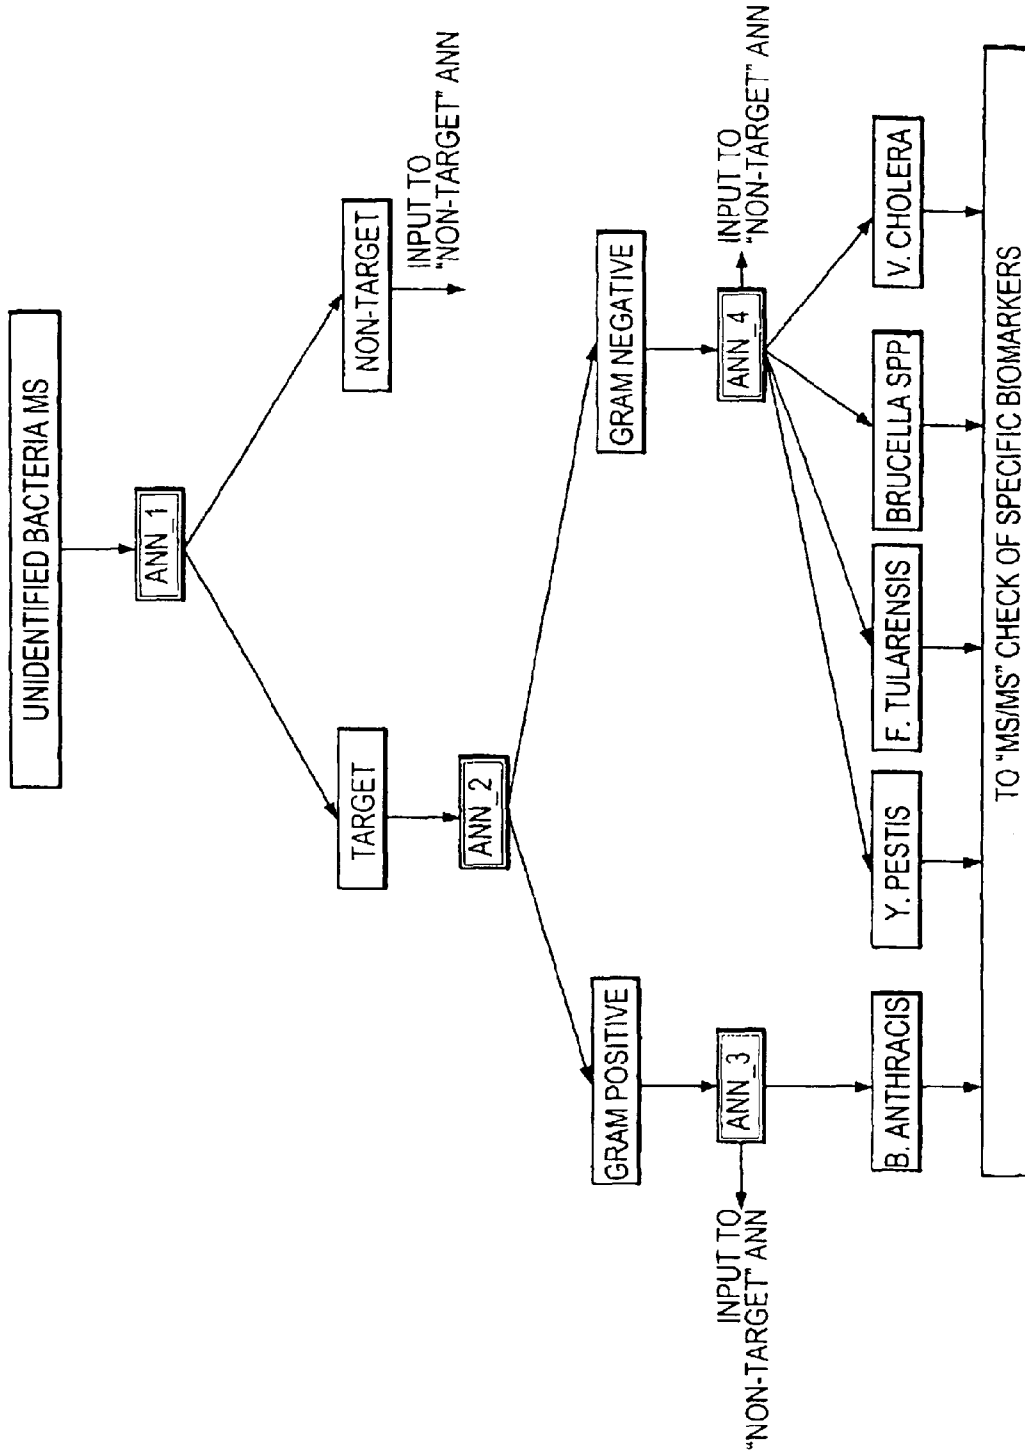 UNIDENTIFIED BACTERIA MS
ANN_1
TARGET
NON-TARGET
INPUT TO
"NON-TARGET" ANN
ANN_2
GRAM POSITIVE
GRAM NEGATIVE
INPUT TO
"NON-TARGET" ANN
ANN_3
ANN_4
INPUT TO
"NON-TARGET" ANN
B. ANTHRACIS
Y. PESTIS
F. TULARENSIS
BRUCELLA SPP.
V. CHOLERA
TO "MS/MS" CHECK OF SPECIFIC BIOMARKERS